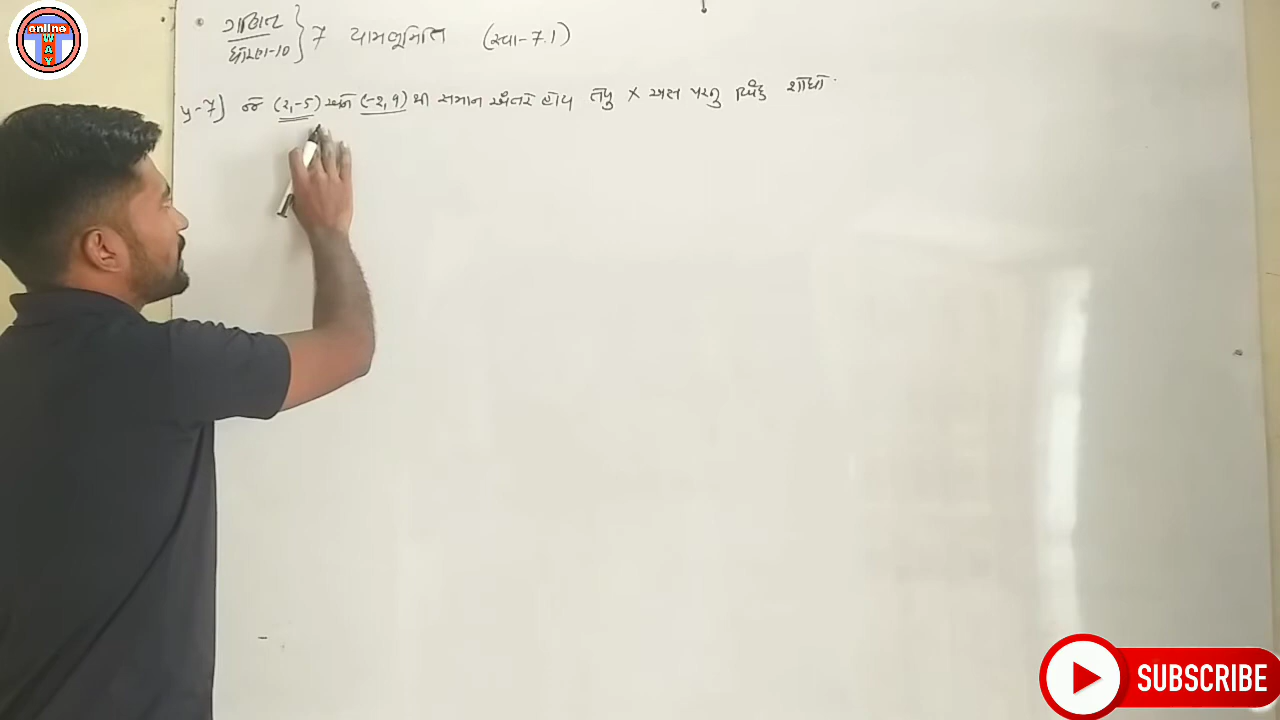 online
WAY
ગણિત
ધોરણ-10 } 7 યામભૂમિતિ (સ્વા-7.1)
પ્ર-7) જે (2,-5) અને (-2,9) થી સમાન અંતરે હોય તેવું X અક્ષ પરનું બિંદુ શોધો.
SUBSCRIBE